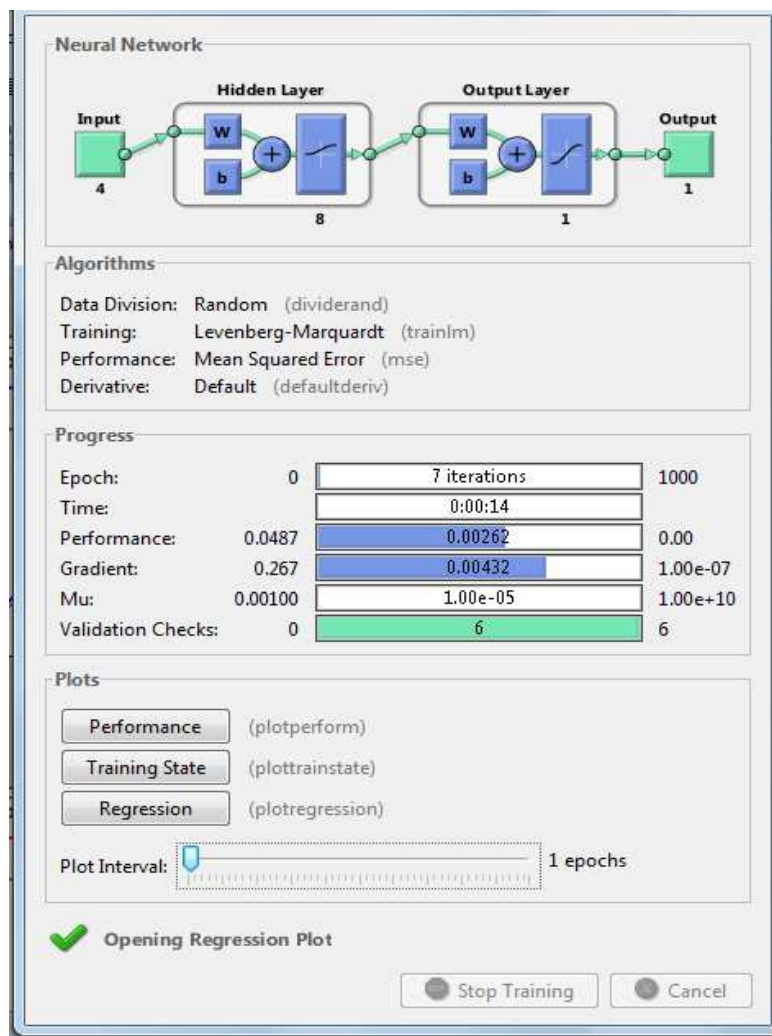 Neural Network
Hidden Layer Output Layer
Input Output
W W
+ +
b b
4 1
8 1
Algorithms
Data Division: Random (dividerand)
Training: Levenberg-Marquardt (trainlm)
Performance: Mean Squared Error (mse)
Derivative: Default (defaultderiv)
Progress
Epoch: 0 7 iterations 1000
Time: 0:00:14
Performance: 0.0487 0.00262 0.00
Gradient: 0.267 0.00432 1.00e-07
Mu: 0.00100 1.00e-05 1.00e+10
Validation Checks: 0 6 6
Plots
Performance (plotperform)
Training State (plottrainstate)
Regression (plotregression)
Plot Interval: 1 epochs
Opening Regression Plot
Stop Training Cancel